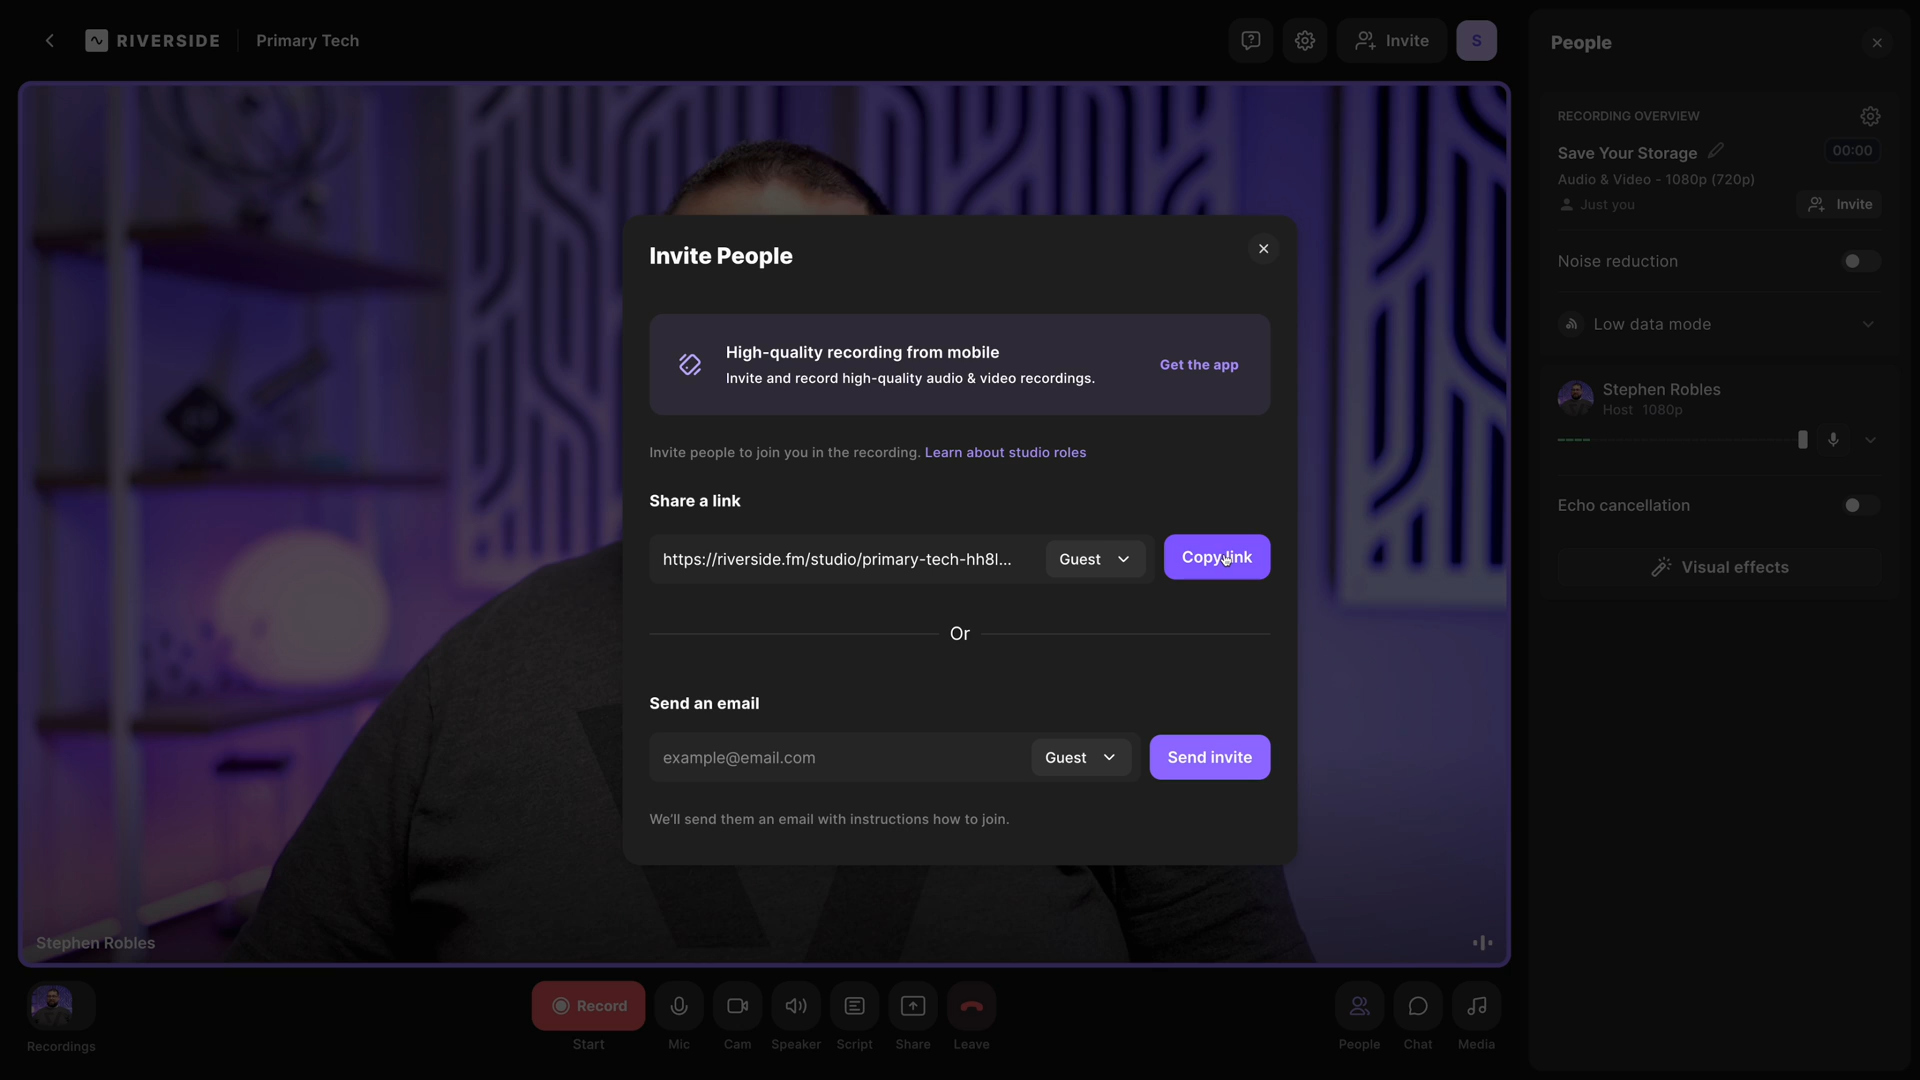 RIVERSIDE
Primary Tech
Invite
S
People
RECORDING OVERVIEW
Save Your Storage
00:00
Audio & Video - 1080p (720p)
Just you
Invite
Noise reduction
Low data mode
Stephen Robles
Host 1080p
Echo cancellation
Visual effects
Invite People
High-quality recording from mobile
Invite and record high-quality audio & video recordings.
Get the app
Invite people to join you in the recording. Learn about studio roles
Share a link
https://riverside.fm/studio/primary-tech-hh8l...
Guest
Copy link
Or
Send an email
example@email.com
Guest
Send invite
We'll send them an email with instructions how to join.
Stephen Robles
Recordings
Record
Start
Mic
Cam
Speaker
Script
Share
Leave
People
Chat
Media